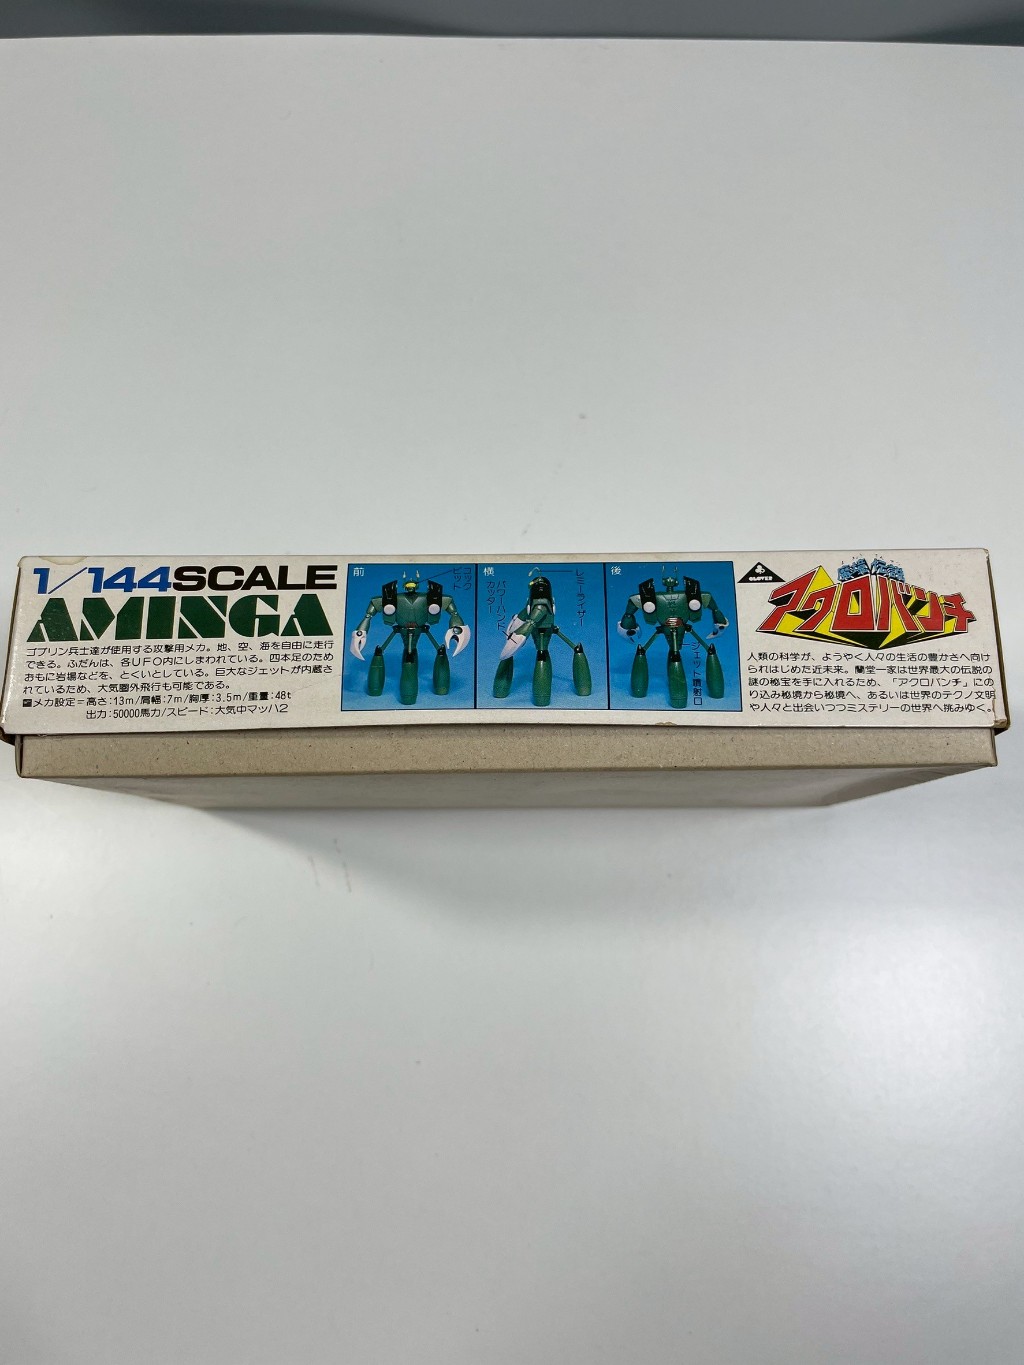 1/144SCALE
AMINGA
ゴブリン兵士達が使用する攻撃用メカ。地、空、海を自由に走行
できる。ふだんは、各UFO内にしまわれている。四本足のため
おもに岩場などを、とくいとしている。巨大なジェットが内蔵さ
れているため、大気圏外飛行も可能である。
■メカ設定=高さ:13m/肩幅:7m/胸厚:3.5m/重量:48t
出力:50000馬力/スピード:大気中マッハ2
前
コック
ピット
横
パワーハンド、
カッター
レミーライザー
後
ジェット噴射口
CLOVER
魔境伝説
アクロバンチ
人類の科学が、ようやく人々の生活の豊かさへ向け
られはじめた近未来。蘭堂一家は世界最大の伝説の
謎の秘宝を手に入れるため、「アクロバンチ」にの
り込み秘境から秘境へ、あるいは世界のテクノ文明
や人々と出会いつつミステリーの世界へ挑みゆく。